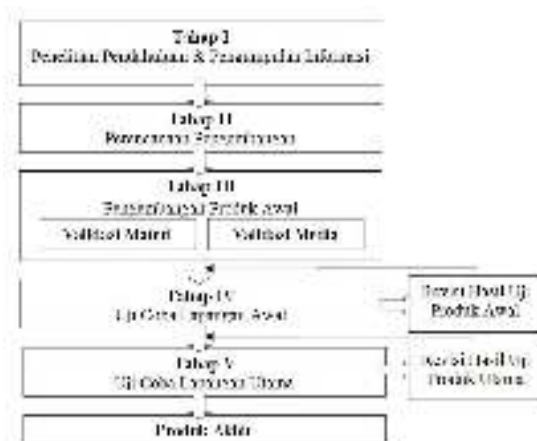 Tahap I
Penelitian Pendahuluan & Pengumpulan Informasi
Tahap II
Perencanaan Pengembangan
Tahap III
Pengembangan Produk Awal
Validasi Materi
Validasi Media
Tahap IV
Uji Coba Lapangan Awal
Revisi Hasil Uji
Produk Awal
Tahap V
Uji Coba Lapangan Utama
Revisi Hasil Uji
Produk Utama
Produk Akhir